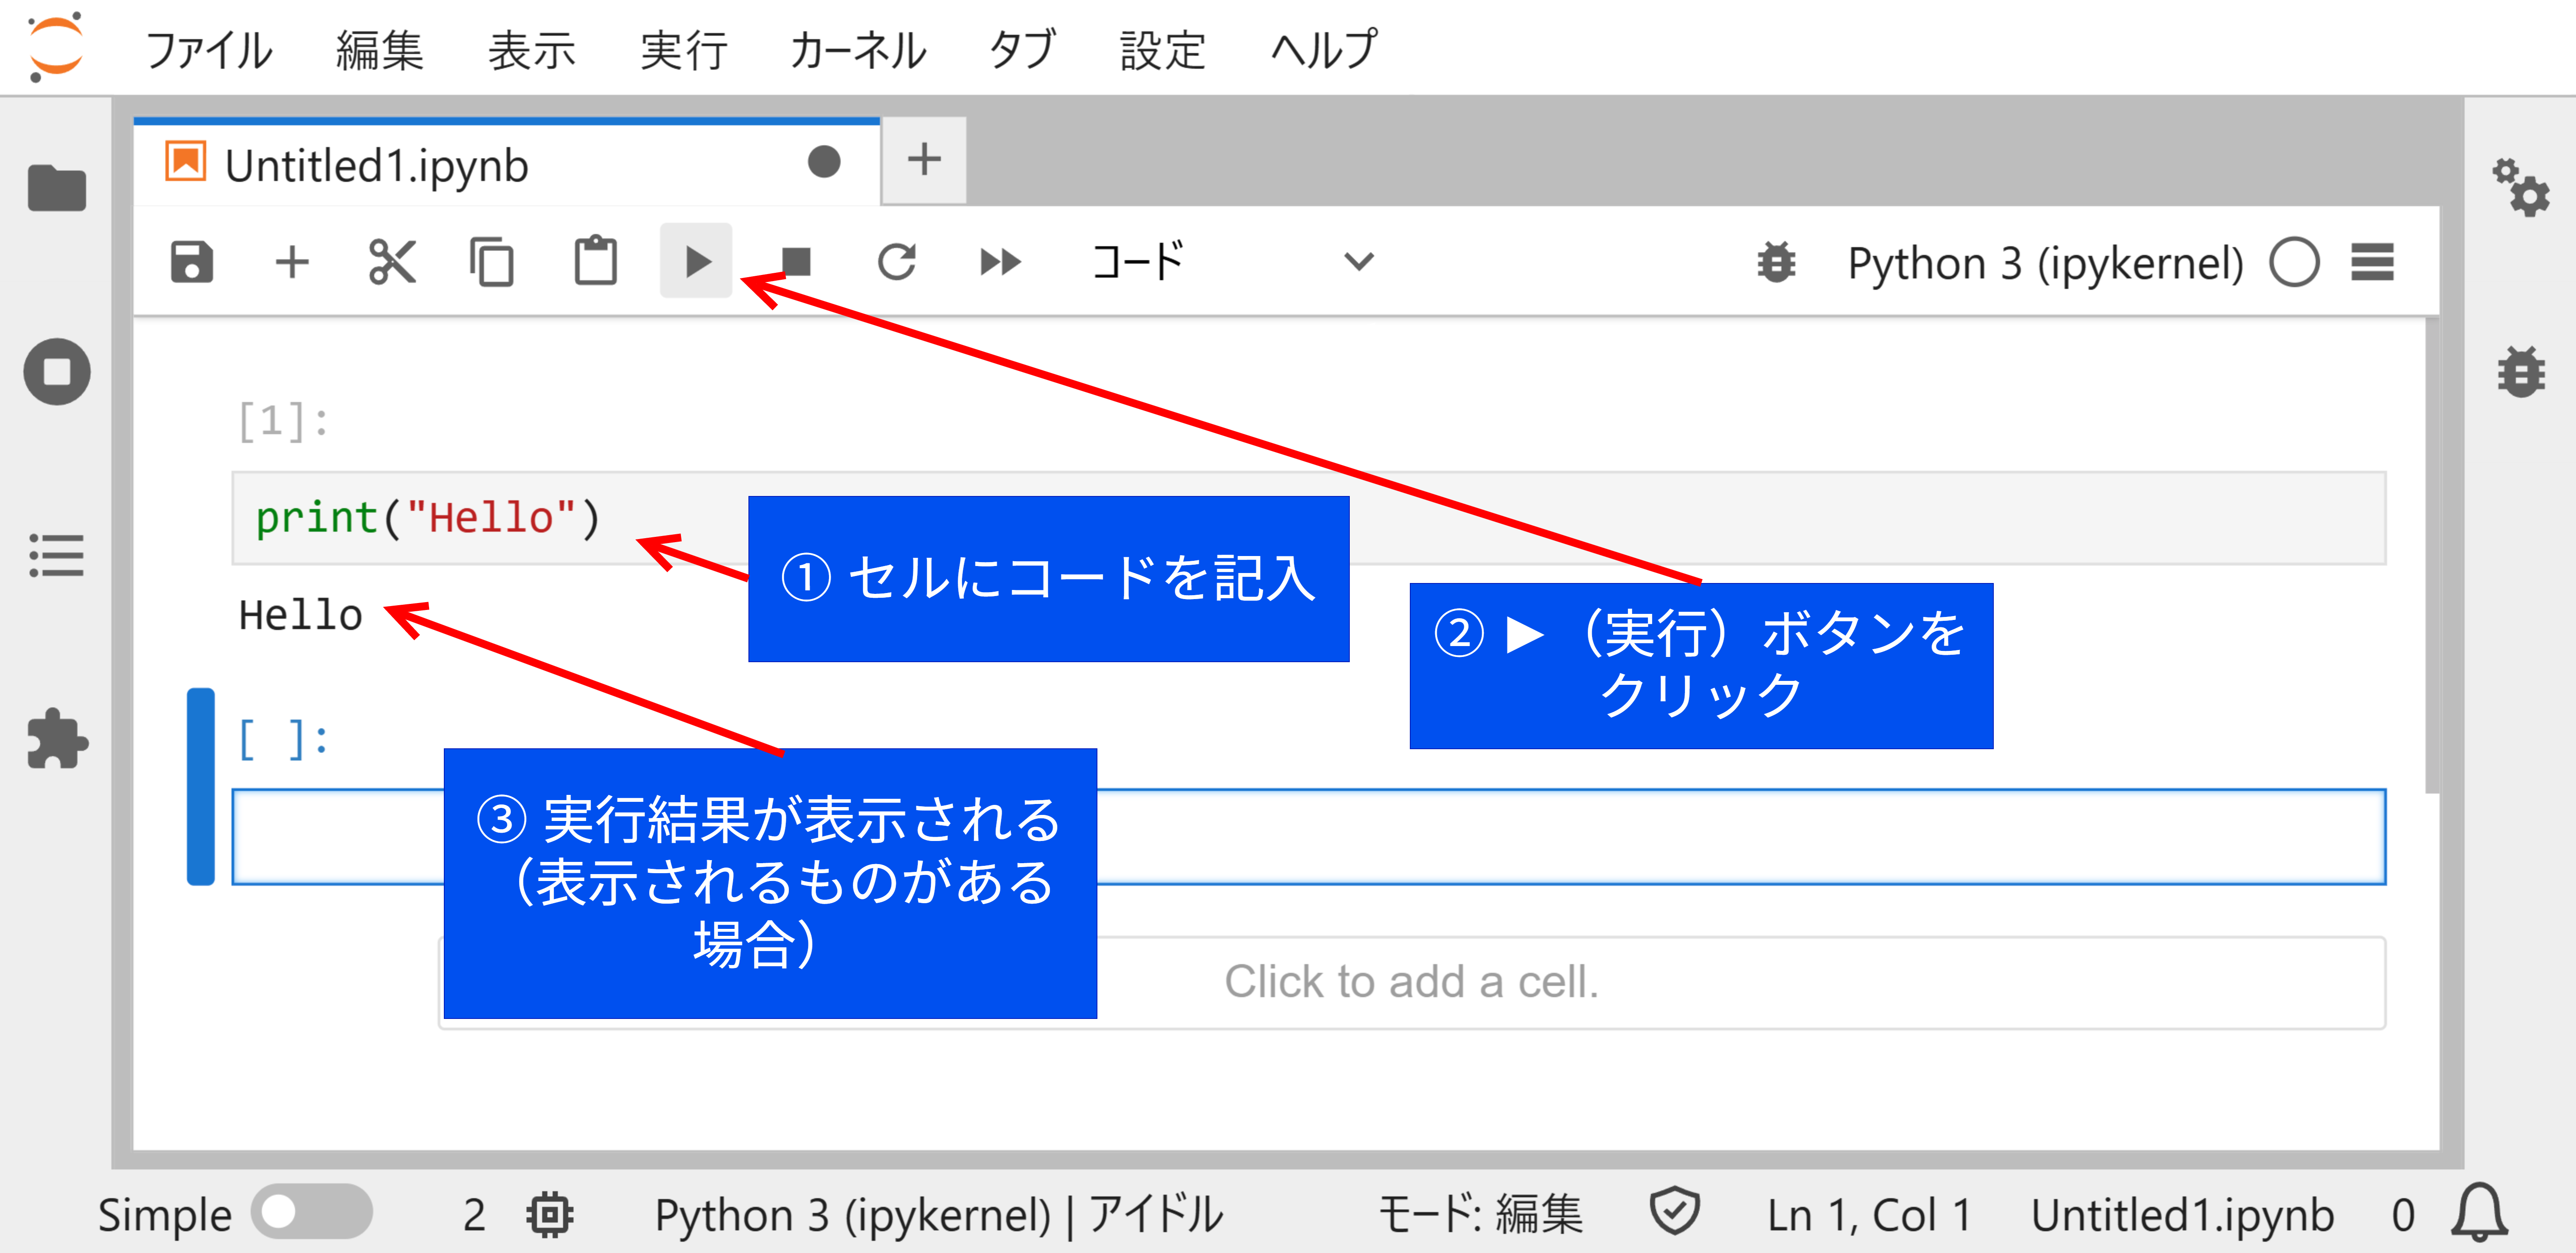 ファイル 編集 表示 実行 カーネル タブ 設定 ヘルプ
Untitled1.ipynb
コード
Python 3 (ipykernel)
[1]:
print("Hello")
Hello
① セルにコードを記入
② ▶（実行）ボタンを
クリック
[ ]:
③ 実行結果が表示される
（表示されるものがある
場合）
Click to add a cell.
Simple 2 Python 3 (ipykernel) | アイドル モード: 編集 Ln 1, Col 1 Untitled1.ipynb 0